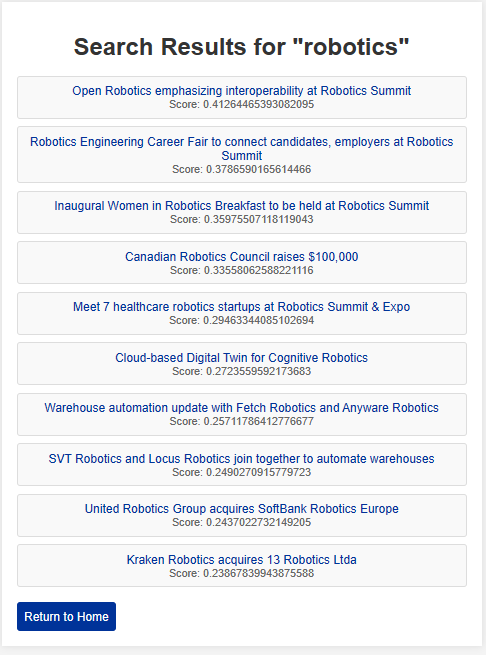 Search Results for "robotics"
Open Robotics emphasizing interoperability at Robotics Summit
Score: 0.41264465393082095
Robotics Engineering Career Fair to connect candidates, employers at Robotics
Summit
Score: 0.3786590165614466
Inaugural Women in Robotics Breakfast to be held at Robotics Summit
Score: 0.35975507118119043
Canadian Robotics Council raises $100,000
Score: 0.33558062588221116
Meet 7 healthcare robotics startups at Robotics Summit & Expo
Score: 0.29463344085102694
Cloud-based Digital Twin for Cognitive Robotics
Score: 0.2723559592173683
Warehouse automation update with Fetch Robotics and Anyware Robotics
Score: 0.25711786412776677
SVT Robotics and Locus Robotics join together to automate warehouses
Score: 0.2490270915779723
United Robotics Group acquires SoftBank Robotics Europe
Score: 0.2437022732149205
Kraken Robotics acquires 13 Robotics Ltda
Score: 0.23867839943875588
Return to Home